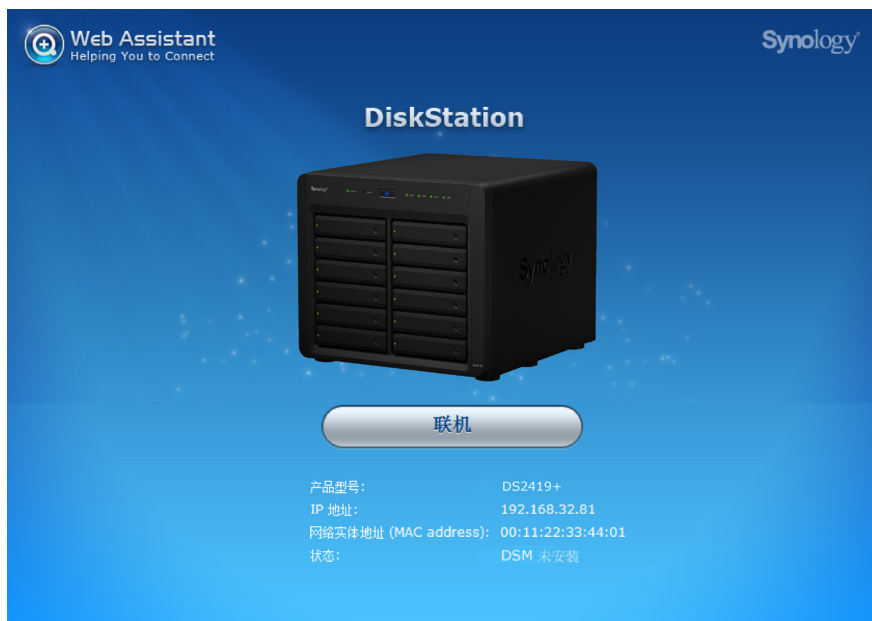 Web Assistant
Helping You to Connect
Synology
DiskStation
Synology
Synology
联机
产品型号: DS2419+
IP 地址: 192.168.32.81
网络实体地址 (MAC address): 00:11:22:33:44:01
状态: DSM 未安装